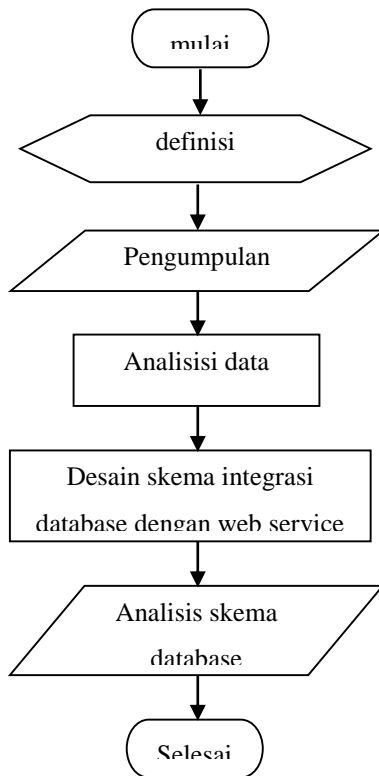 mulai
definisi
Pengumpulan
Analisisi data
Desain skema integrasi
database dengan web service
Analisis skema
database
Selesai